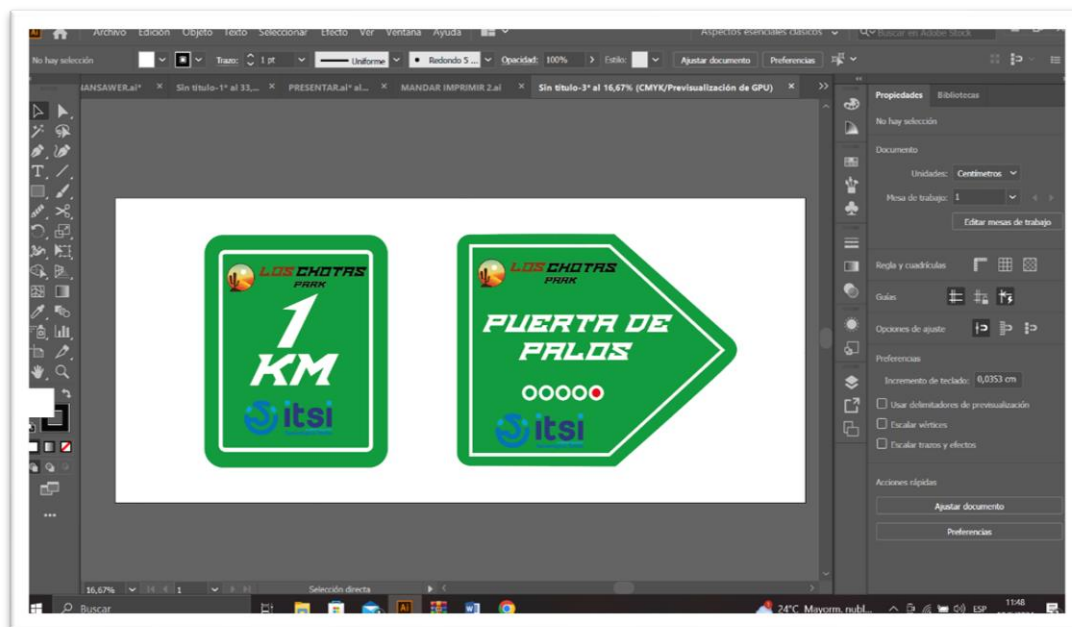 Ai Archivo Edición Objeto Texto Seleccionar Efecto Ver Ventana Ayuda Aspectos esenciales clásicos Buscar en Adobe Stock
No hay selección Trazo: 1 pt Uniforme Redondo 5 ... Opacidad: 100% Estilo: Ajustar documento Preferencias
Sin título-1* al 33,... PRESENTAR.ai* al... MANDAR IMPRIMIR 2.ai Sin título-3* al 16,67% (CMYK/Previsualización de GPU)
LOS CHOTAS
PARK
1
KM
itsi
LOS CHOTAS
PARK
PUERTA DE
PALOS
itsi
Propiedades Bibliotecas
No hay selección
Documento
Unidades: Centímetros
Mesa de trabajo: 1
Editar mesas de trabajo
Regla y cuadrículas
Guías
Opciones de ajuste
Preferencias
Incremento de teclado: 0,0353 cm
Usar delimitadores de previsualización
Escalar vértices
Escalar trazos y efectos
Acciones rápidas
Ajustar documento
Preferencias
16,67% 1 Selección directa
Buscar Ai 24°C Mayorm. nubl... ESP 11:48